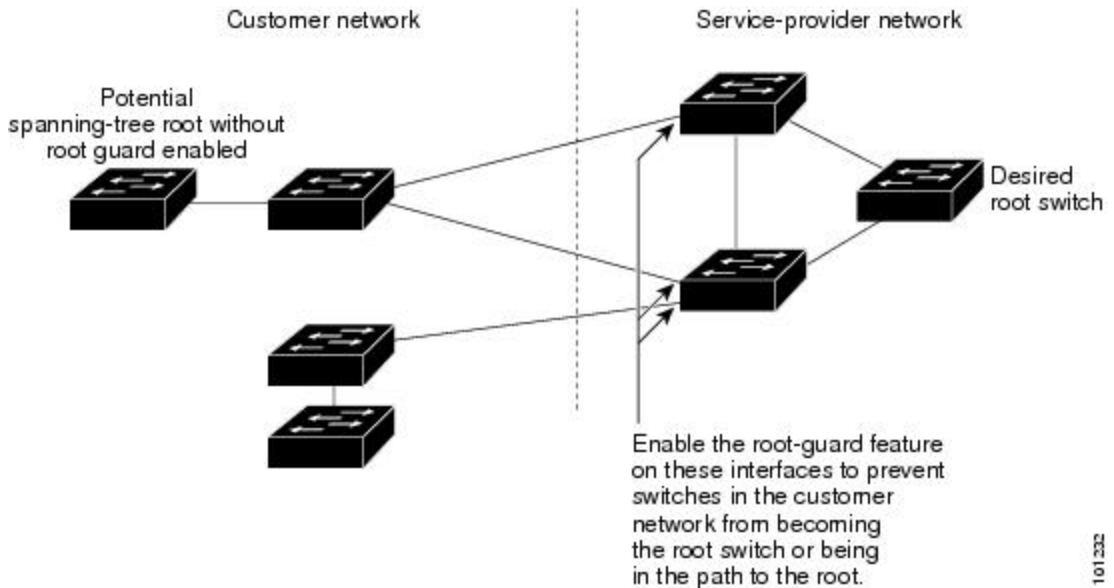 Customer network
Service-provider network
Potential
spanning-tree root without
root guard enabled
Desired
root switch
Enable the root-guard feature
on these interfaces to prevent
switches in the customer
network from becoming
the root switch or being
in the path to the root.
101232